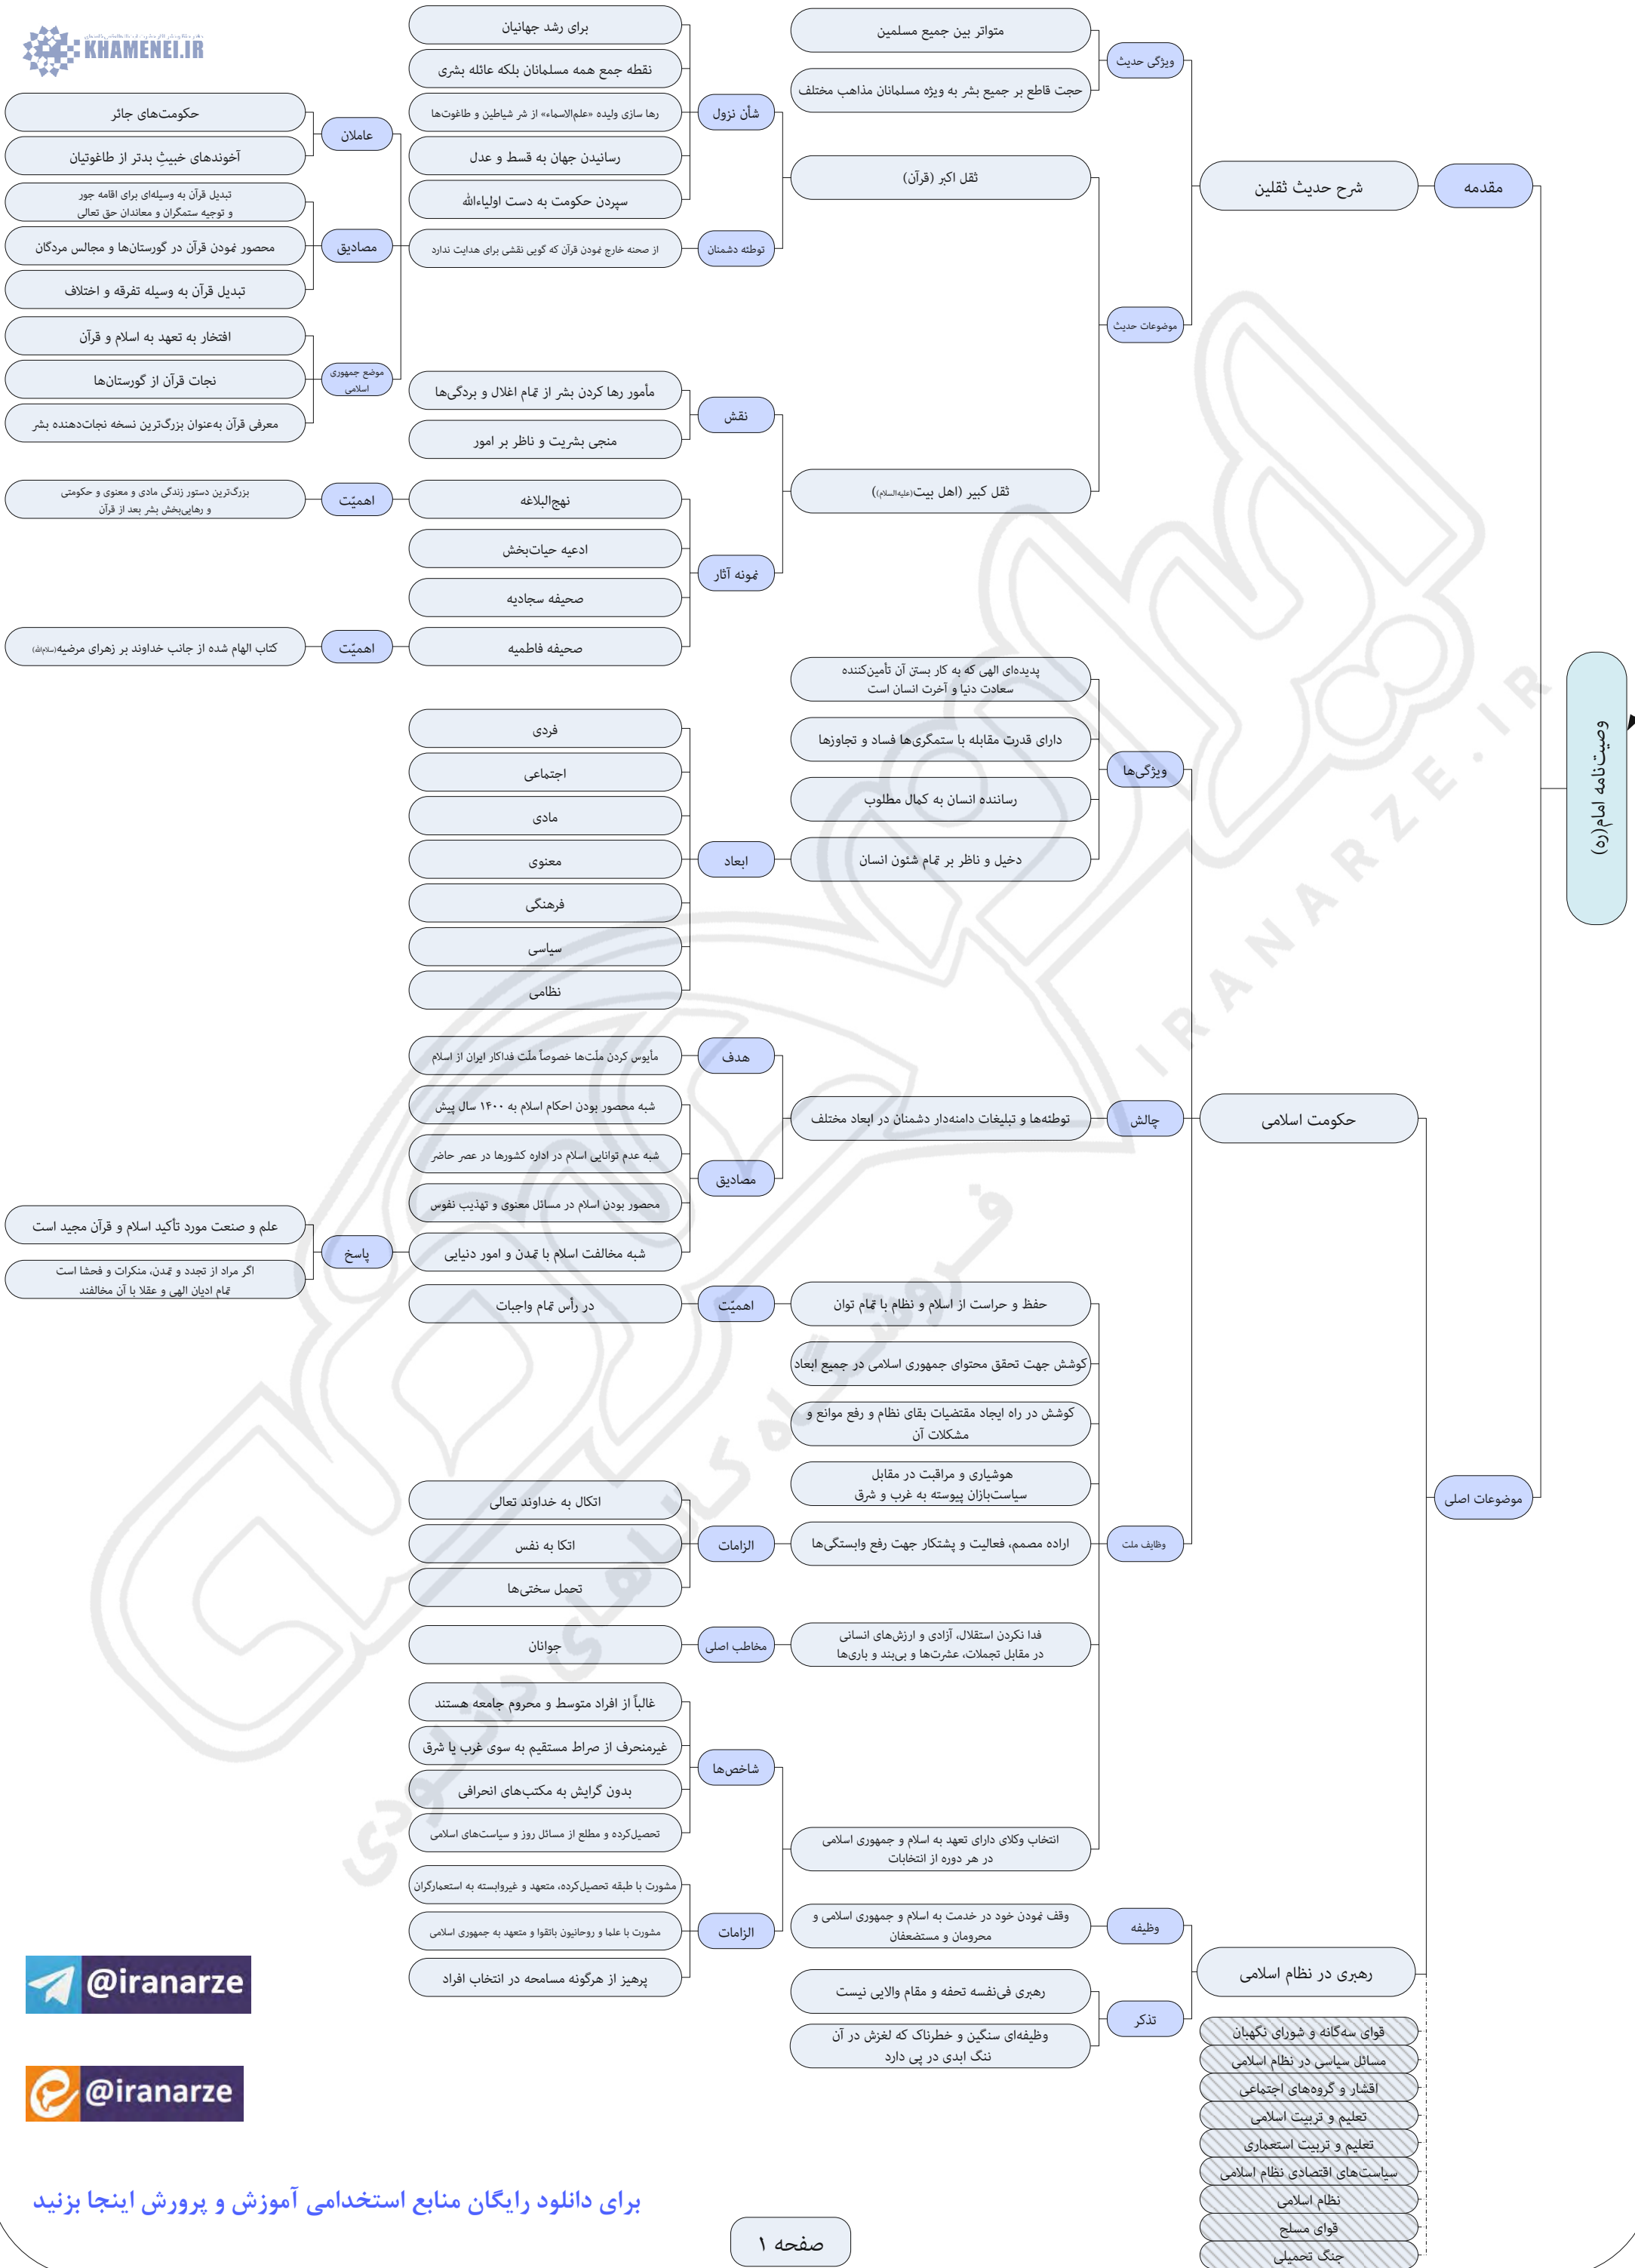 وصیت‌نامه امام(ره)
مقدمه
شرح حدیث ثقلین
ویژگی حدیث
متواتر بین جمیع مسلمین
حجت قاطع بر جمیع بشر به ویژه مسلمانان مذاهب مختلف
موضوعات حدیث
ثقل اکبر (قرآن)
شأن نزول
برای رشد جهانیان
نقطه جمع همه مسلمانان بلکه عائله بشری
رها سازی ولیده «علم‌الاسماء» از شر شیاطین و طاغوت‌ها
رسانیدن جهان به قسط و عدل
سپردن حکومت به دست اولیاءالله
توطئه دشمنان
از صحنه خارج نمودن قرآن که گویی نقشی برای هدایت ندارد
عاملان
حکومت‌های جائر
آخوندهای خبیثِ بدتر از طاغوتیان
مصادیق
تبدیل قرآن به وسیله‌ای برای اقامه جور
و توجیه ستمگران و معاندان حق تعالی
محصور نمودن قرآن در گورستان‌ها و مجالس مردگان
تبدیل قرآن به وسیله تفرقه و اختلاف
موضع جمهوری
اسلامی
افتخار به تعهد به اسلام و قرآن
نجات قرآن از گورستان‌ها
معرفی قرآن به‌عنوان بزرگ‌ترین نسخه نجات‌دهنده بشر
ثقل کبیر (اهل بیت(علیه‌السلام))
نقش
مأمور رها کردن بشر از تمام اغلال و بردگی‌ها
منجی بشریت و ناظر بر امور
نمونه آثار
نهج‌البلاغه
اهمیّت
بزرگ‌ترین دستور زندگی مادی و معنوی و حکومتی
و رهایی‌بخش بشر بعد از قرآن
ادعیه حیات‌بخش
صحیفه سجادیه
صحیفه فاطمیه
اهمیّت
کتاب الهام شده از جانب خداوند بر زهرای مرضیه(سلام‌الله)
موضوعات اصلی
حکومت اسلامی
ویژگی‌ها
پدیده‌ای الهی که به کار بستن آن تأمین‌کننده
سعادت دنیا و آخرت انسان است
دارای قدرت مقابله با ستمگری‌ها فساد و تجاوزها
رساننده انسان به کمال مطلوب
دخیل و ناظر بر تمام شئون انسان
ابعاد
فردی
اجتماعی
مادی
معنوی
فرهنگی
سیاسی
نظامی
چالش
توطئه‌ها و تبلیغات دامنه‌دار دشمنان در ابعاد مختلف
هدف
مأیوس کردن ملّت‌ها خصوصاً ملّت فداکار ایران از اسلام
مصادیق
شبه محصور بودن احکام اسلام به ۱۴۰۰ سال پیش
شبه عدم توانایی اسلام در اداره کشورها در عصر حاضر
محصور بودن اسلام در مسائل معنوی و تهذیب نفوس
شبه مخالفت اسلام با تمدن و امور دنیایی
پاسخ
علم و صنعت مورد تأکید اسلام و قرآن مجید است
اگر مراد از تجدد و تمدن، منکرات و فحشا است
تمام ادیان الهی و عقلا با آن مخالفند
وظایف ملت
حفظ و حراست از اسلام و نظام با تمام توان
اهمیّت
در رأس تمام واجبات
کوشش جهت تحقق محتوای جمهوری اسلامی در جمیع ابعاد
کوشش در راه ایجاد مقتضیات بقای نظام و رفع موانع و
مشکلات آن
هوشیاری و مراقبت در مقابل
سیاست‌بازان پیوسته به غرب و شرق
اراده مصمم، فعالیت و پشتکار جهت رفع وابستگی‌ها
الزامات
اتکال به خداوند تعالی
اتکا به نفس
تحمل سختی‌ها
فدا نکردن استقلال، آزادی و ارزش‌های انسانی
در مقابل تجملات، عشرت‌ها و بی‌بند و باری‌ها
مخاطب اصلی
جوانان
انتخاب وکلای دارای تعهد به اسلام و جمهوری اسلامی
در هر دوره از انتخابات
شاخص‌ها
غالباً از افراد متوسط و محروم جامعه هستند
غیرمنحرف از صراط مستقیم به سوی غرب یا شرق
بدون گرایش به مکتب‌های انحرافی
تحصیل‌کرده و مطلع از مسائل روز و سیاست‌های اسلامی
الزامات
مشورت با طبقه تحصیل‌کرده، متعهد و غیروابسته به استعمارگران
مشورت با علما و روحانیون باتقوا و متعهد به جمهوری اسلامی
پرهیز از هرگونه مسامحه در انتخاب افراد
رهبری در نظام اسلامی
وظیفه
وقف نمودن خود در خدمت به اسلام و جمهوری اسلامی و
محرومان و مستضعفان
تذکر
رهبری فی‌نفسه تحفه و مقام والایی نیست
وظیفه‌ای سنگین و خطرناک که لغزش در آن
ننگ ابدی در پی دارد
قوای سه‌گانه و شورای نگهبان
مسائل سیاسی در نظام اسلامی
اقشار و گروه‌های اجتماعی
تعلیم و تربیت اسلامی
تعلیم و تربیت استعماری
سیاست‌های اقتصادی نظام اسلامی
نظام اسلامی
قوای مسلح
جنگ تحمیلی
KHAMENEI.IR
ایران عرضه
IRANARZE.IR
فروشگاه کالاهای دانلودی
@iranarze
@iranarze
برای دانلود رایگان منابع استخدامی آموزش و پرورش اینجا بزنید
صفحه ۱